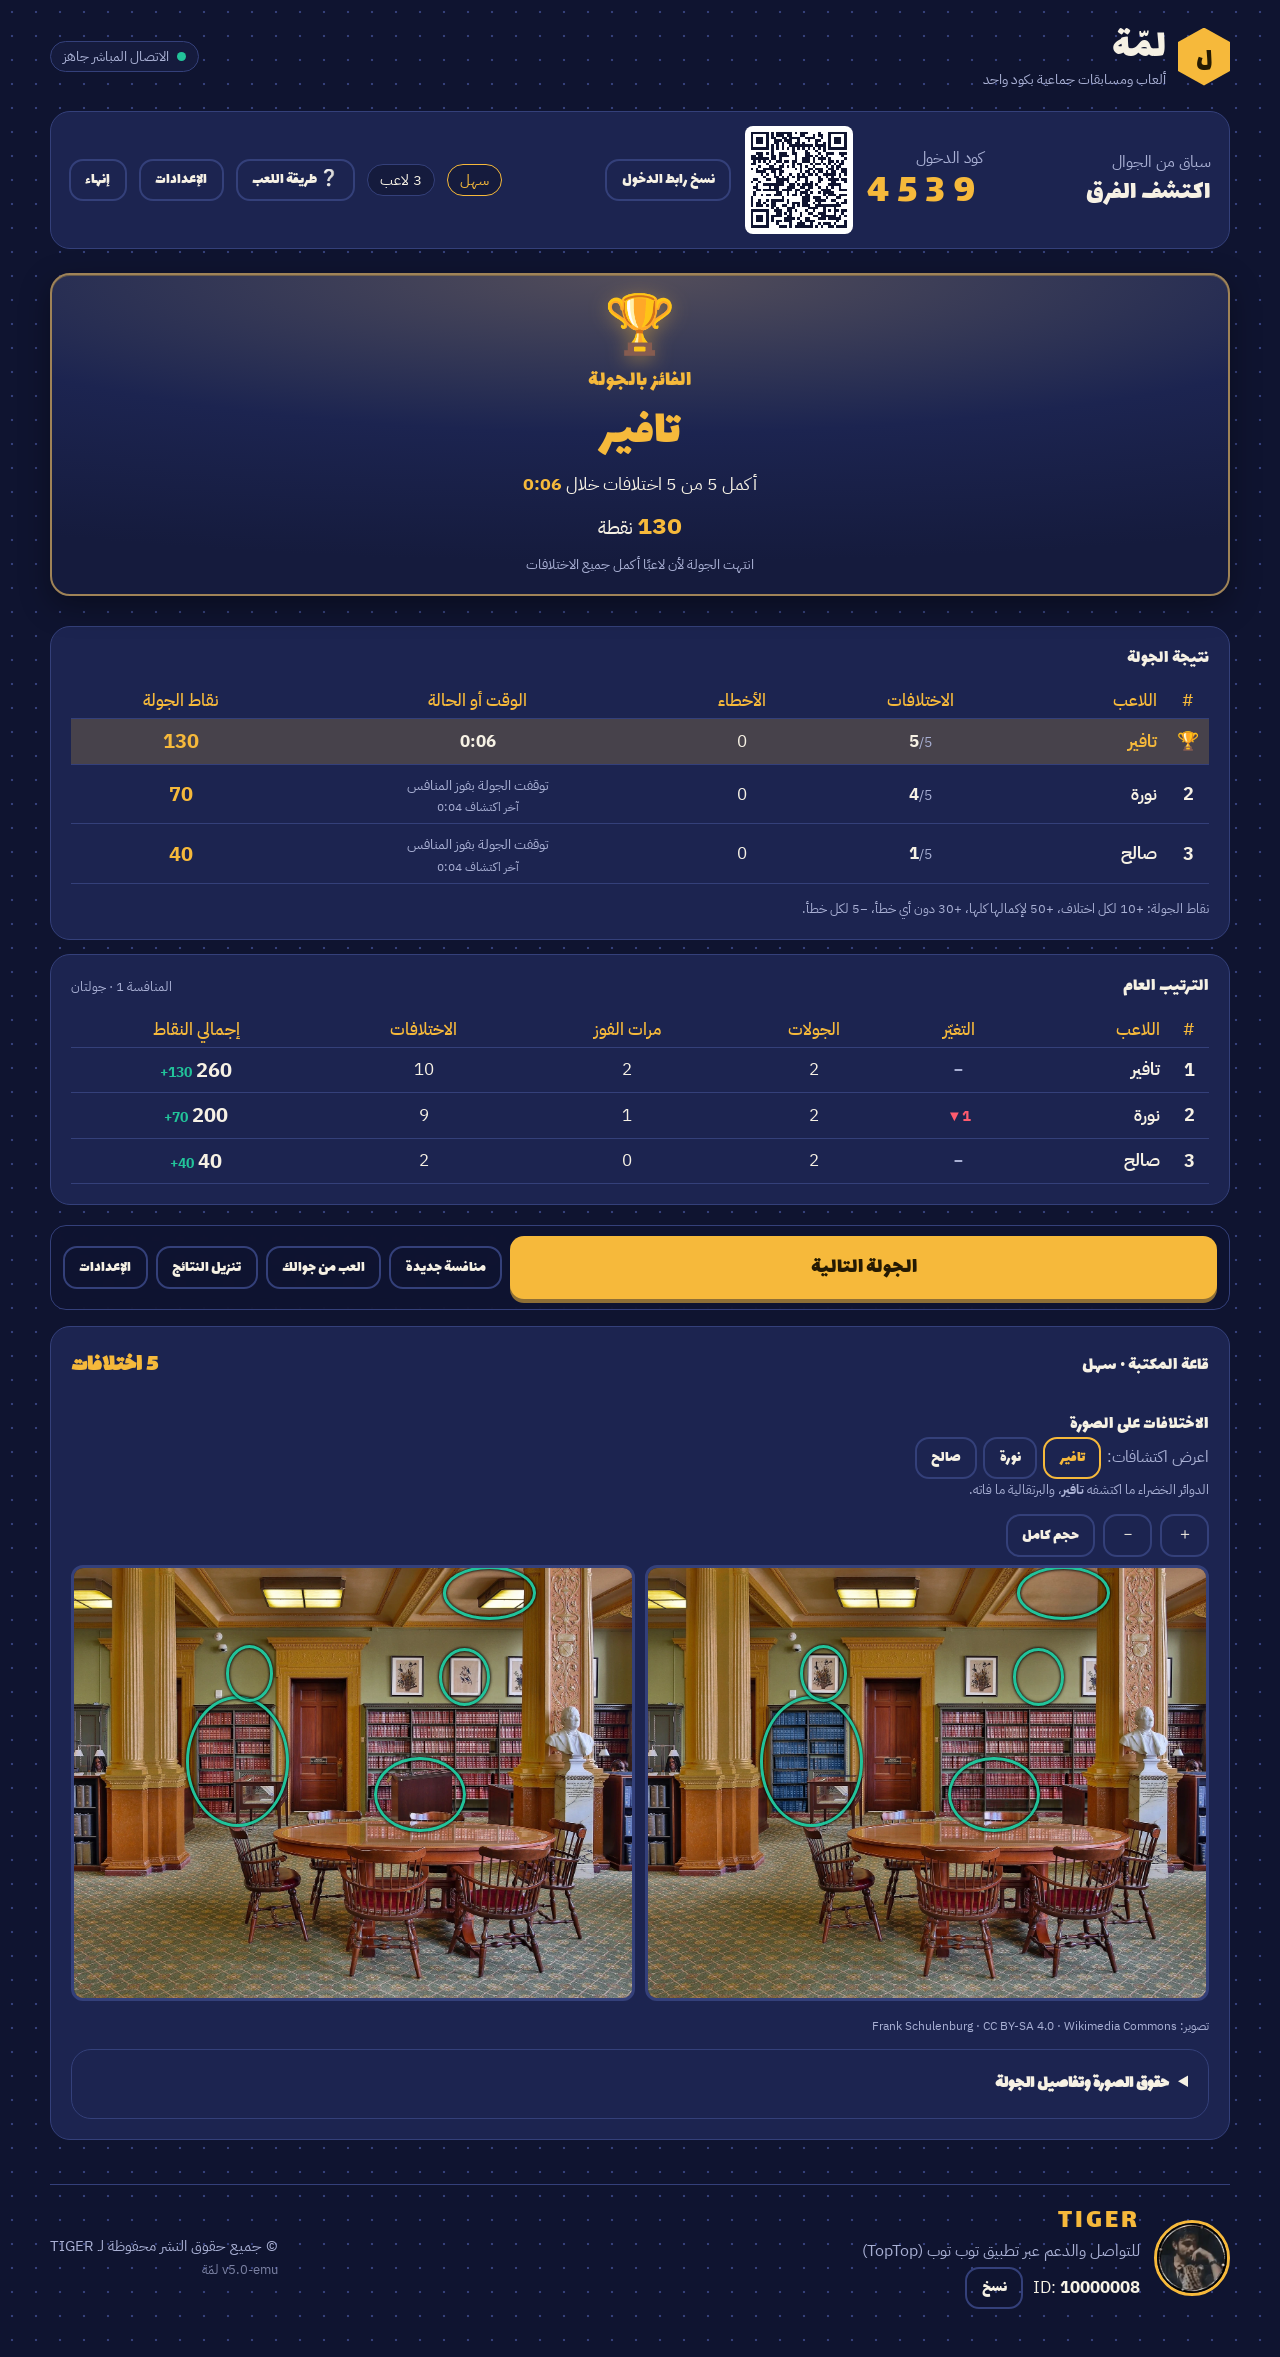 ل
لمّة
ألعاب ومسابقات جماعية بكود واحد
الاتصال المباشر جاهز
سباق من الجوال
اكتشف الفرق
كود الدخول
4539
نسخ رابط الدخول
سهل
3 لاعب
❔ طريقة اللعب
الإعدادات
إنهاء
الفائز بالجولة
تافير
أكمل 5 من 5 اختلافات خلال 0:06
130 نقطة
انتهت الجولة لأن لاعبًا أكمل جميع الاختلافات
نتيجة الجولة
# اللاعب الاختلافات الأخطاء الوقت أو الحالة نقاط الجولة
🏆 تافير 5/5 0 0:06 130
2 نورة 4/5 0 توقفت الجولة بفوز المنافس 70
آخر اكتشاف 0:04
3 صالح 1/5 0 توقفت الجولة بفوز المنافس 40
آخر اكتشاف 0:04
نقاط الجولة: +10 لكل اختلاف، +50 لإكمالها كلها، +30 دون أي خطأ، −5 لكل خطأ.
الترتيب العام
المنافسة 1 · جولتان
# اللاعب التغيّر الجولات مرات الفوز الاختلافات إجمالي النقاط
1 تافير – 2 2 10 260 +130
2 نورة ▼1 2 1 9 200 +70
3 صالح – 2 0 2 40 +40
الجولة التالية
منافسة جديدة
العب من جوالك
تنزيل النتائج
الإعدادات
قاعة المكتبة · سهل
5 اختلافات
الاختلافات على الصورة
اعرض اكتشافات: تافير نورة صالح
الدوائر الخضراء ما اكتشفه تافير، والبرتقالية ما فاته.
+ − حجم كامل
تصوير: Frank Schulenburg · CC BY-SA 4.0 · Wikimedia Commons
◀ حقوق الصورة وتفاصيل الجولة
TIGER
للتواصل والدعم عبر تطبيق توب توب (TopTop)
ID: 10000008
نسخ
© جميع حقوق النشر محفوظة لـ TIGER
لمّة v5.0-emu